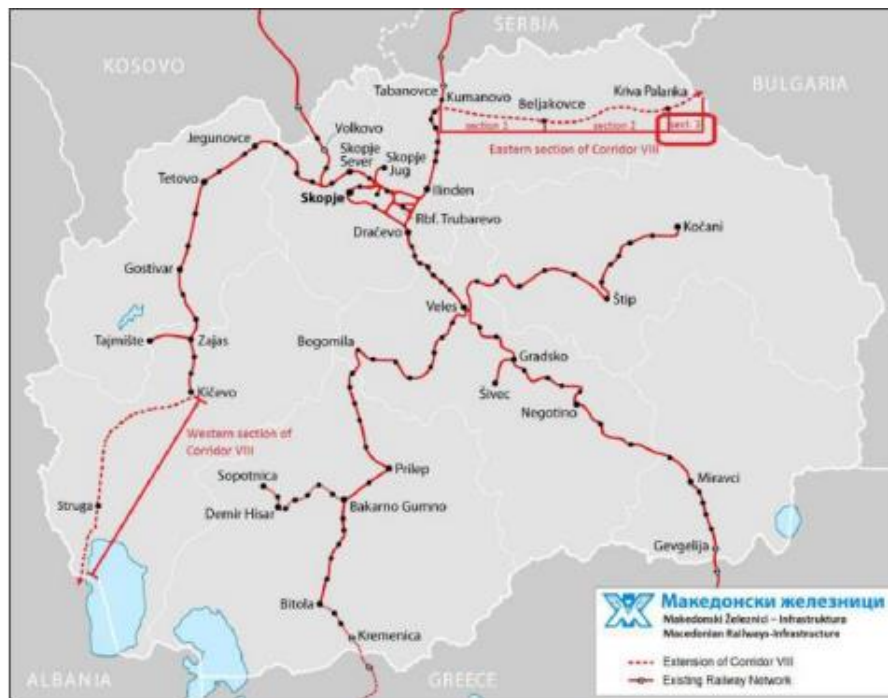 SERBIA
KOSOVO
BULGARIA
Tabanovce
Kumanovo
Kriva Palanka
Beljakovce
section 1
section 2
sect. 3
Eastern section of Corridor VIII
Jegunovce
Volkovo
Skopje
Sever
Skopje
Jug
Tetovo
Skopje
Ilinden
Rbf. Trubarevo
Dračevo
Kočani
Gostivar
Štip
Veles
Tajmište
Zajas
Bogomila
Gradsko
Kičevo
Šivec
Negotino
Western section of
Corridor VIII
Prilep
Sopotnica
Miravci
Struga
Demir Hisar
Bakarno Gumno
Gevgelija
Bitola
Kremenica
ALBANIA
GREECE
Македонски железници
Makedonski Železnici – Infrastruktura
Macedonian Railways-Infrastructure
Extension of Corridor VIII
Existing Railway Network